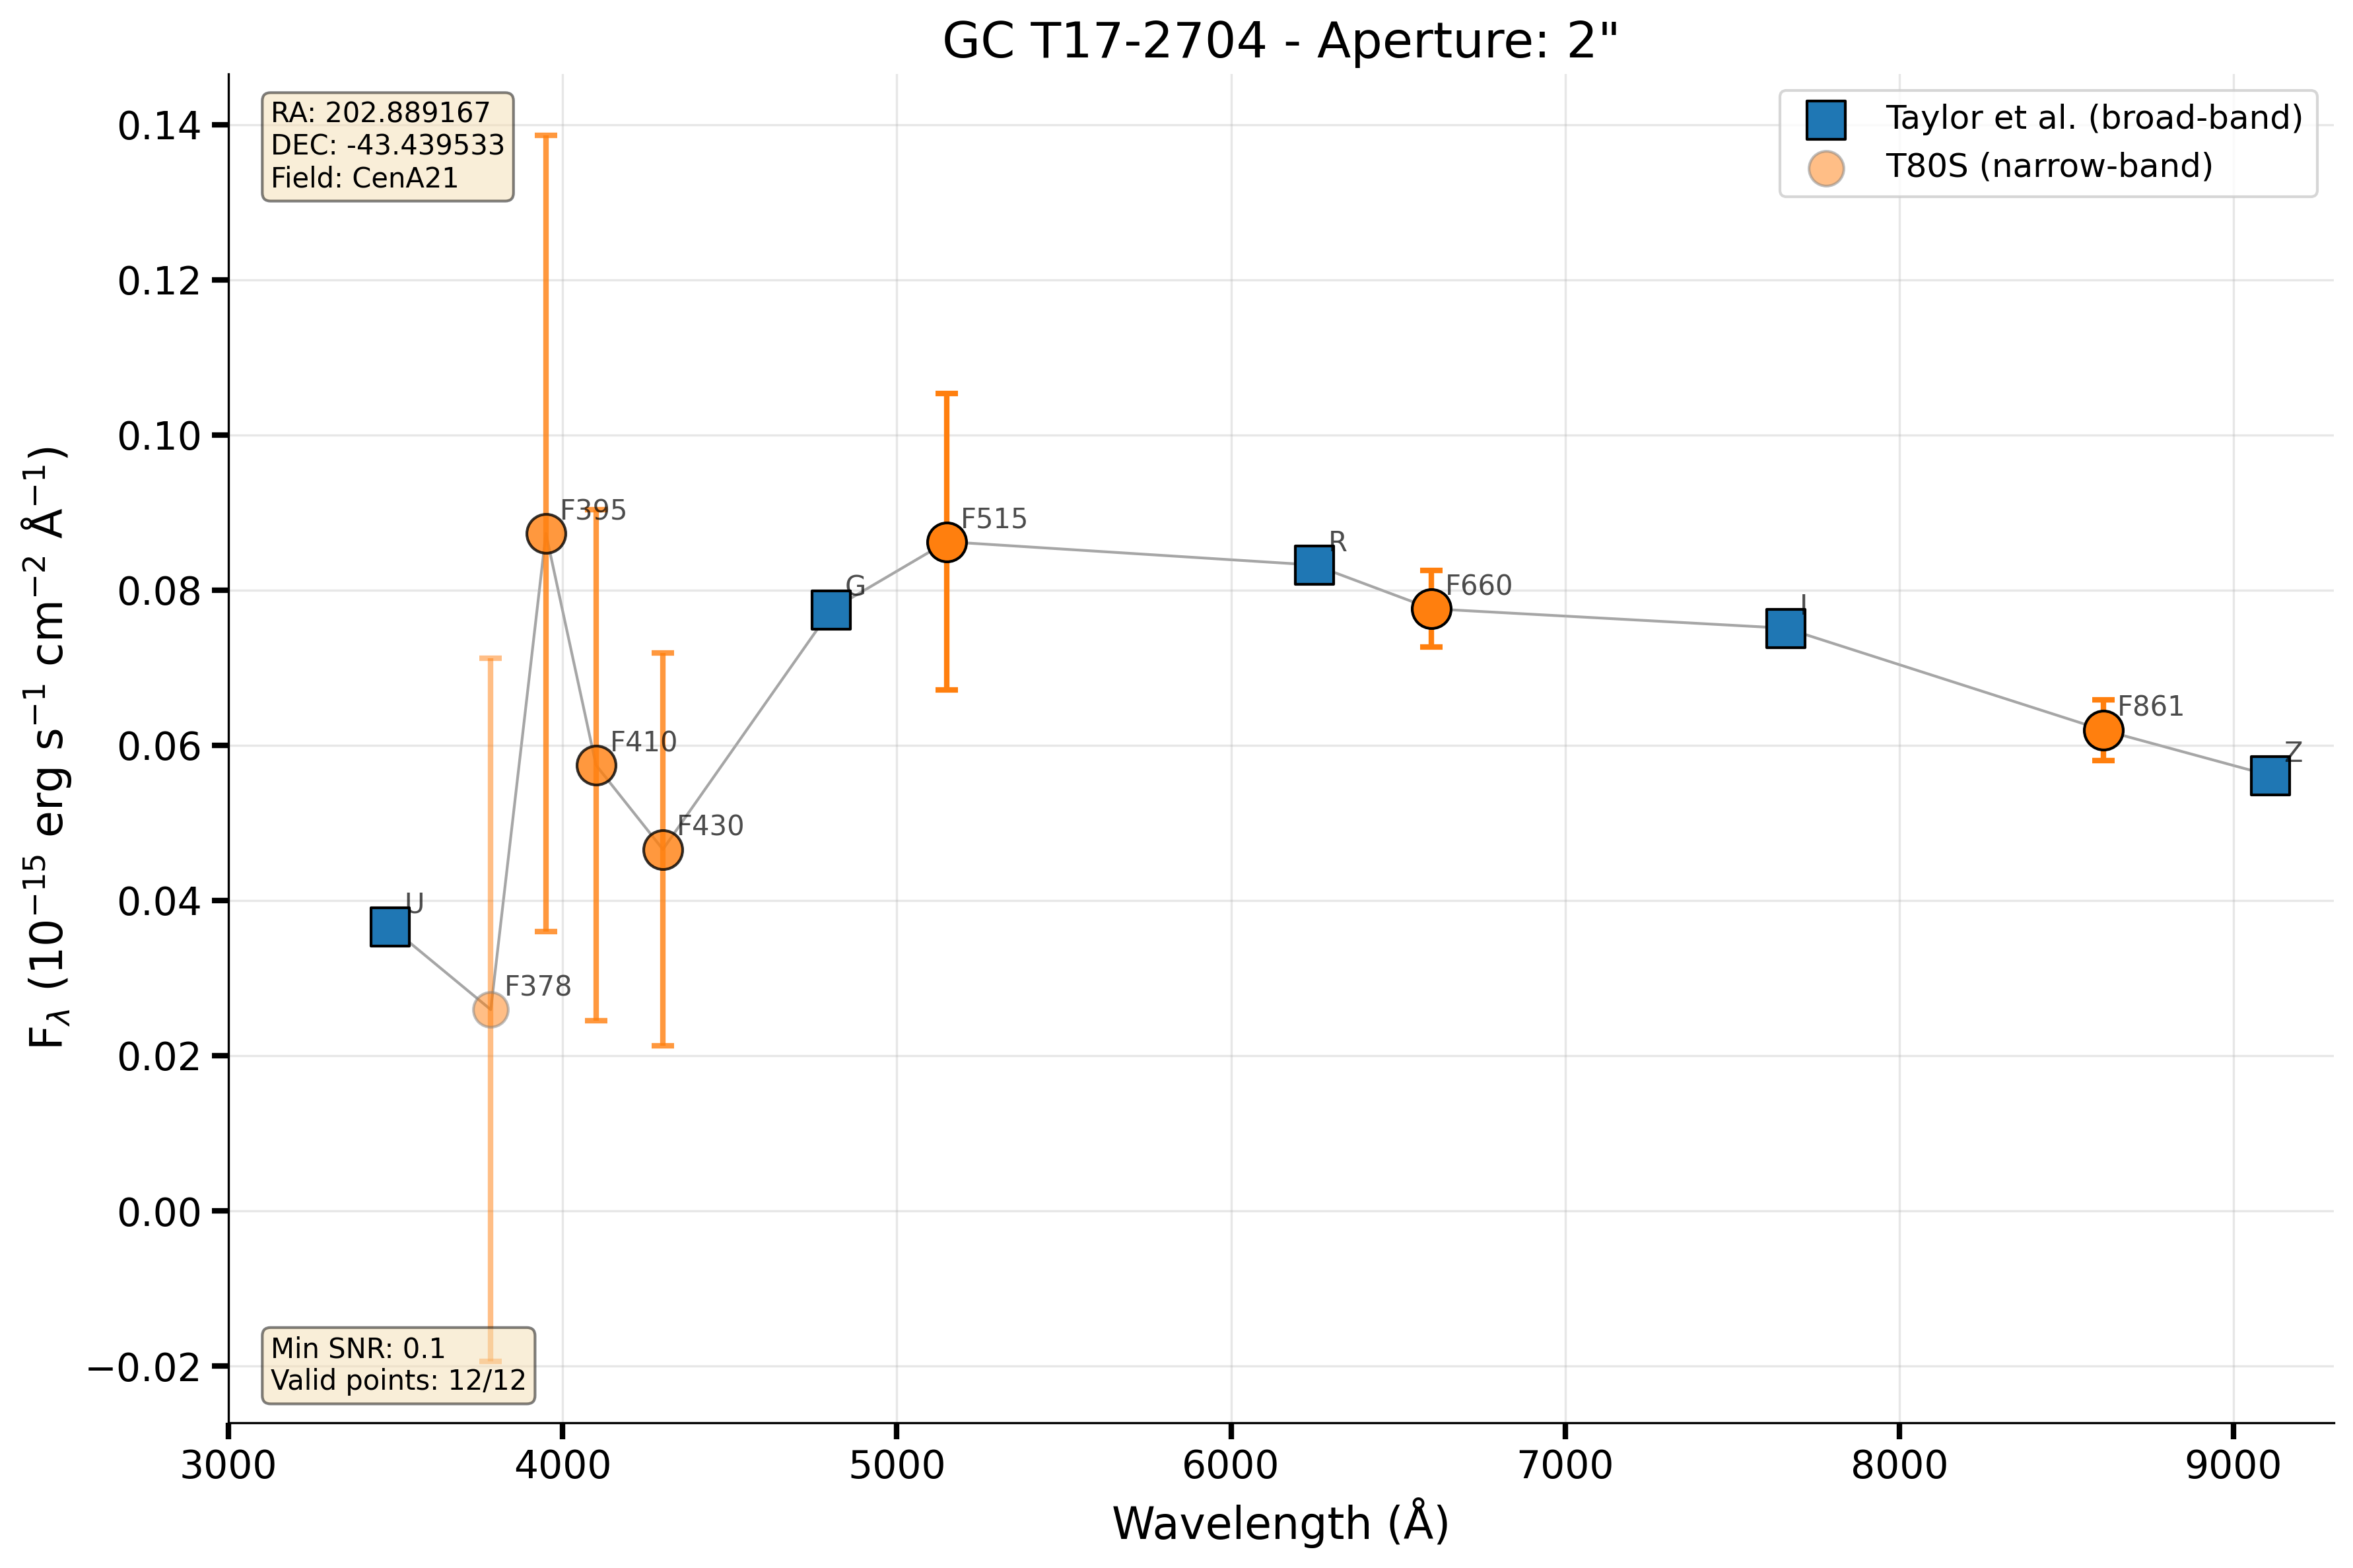 GC T17-2704 - Aperture: 2"
RA: 202.889167
DEC: -43.439533
Field: CenA21
Taylor et al. (broad-band)
T80S (narrow-band)
0.14
0.12
0.10
0.08
0.06
0.04
0.02
0.00
−0.02
F$_λ$ (10$^{−15}$ erg s$^{−1}$ cm$^{−2}$ Å$^{−1}$)
U
F378
F395
F410
F430
G
F515
R
F660
I
F861
Z
Min SNR: 0.1
Valid points: 12/12
3000 4000 5000 6000 7000 8000 9000
Wavelength (Å)